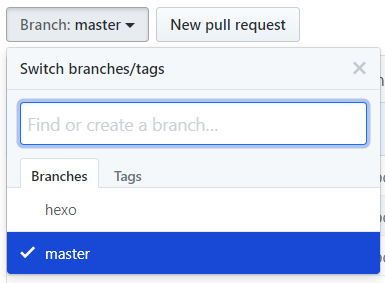 Branch: master
New pull request
Switch branches/tags
Find or create a branch...
Branches
Tags
hexo
master